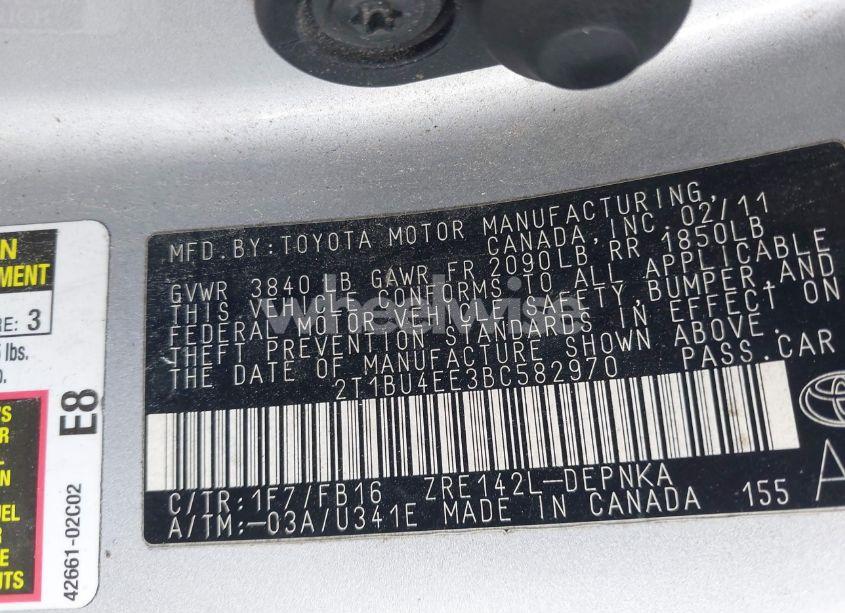 MFD. BY: TOYOTA MOTOR MANUFACTURING,
CANADA, INC. 02/11
GVWR 3840 LB GAWR FR 2090LB RR 1850LB
THIS VEHICLE CONFORMS TO ALL APPLICABLE
FEDERAL MOTOR VEHICLE SAFETY, BUMPER, AND
THEFT PREVENTION STANDARDS IN EFFECT ON
THE DATE OF MANUFACTURE SHOWN ABOVE.
2T1BU4EE3BC582970 PASS. CAR
C/TR: 1F7/FB16 ZRE142L-DEPNKA
A/TM: -03A/U341E MADE IN CANADA 155 A
wheelwise
MENT
RE: 3
lbs.
E8
42661-02C02